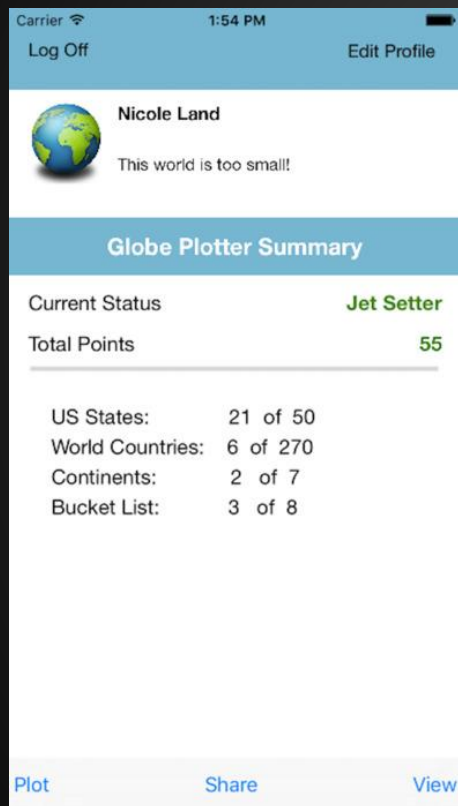 Carrier 1:54 PM
Log Off Edit Profile
Nicole Land
This world is too small!
Globe Plotter Summary
Current Status Jet Setter
Total Points 55
US States: 21 of 50
World Countries: 6 of 270
Continents: 2 of 7
Bucket List: 3 of 8
Plot Share View